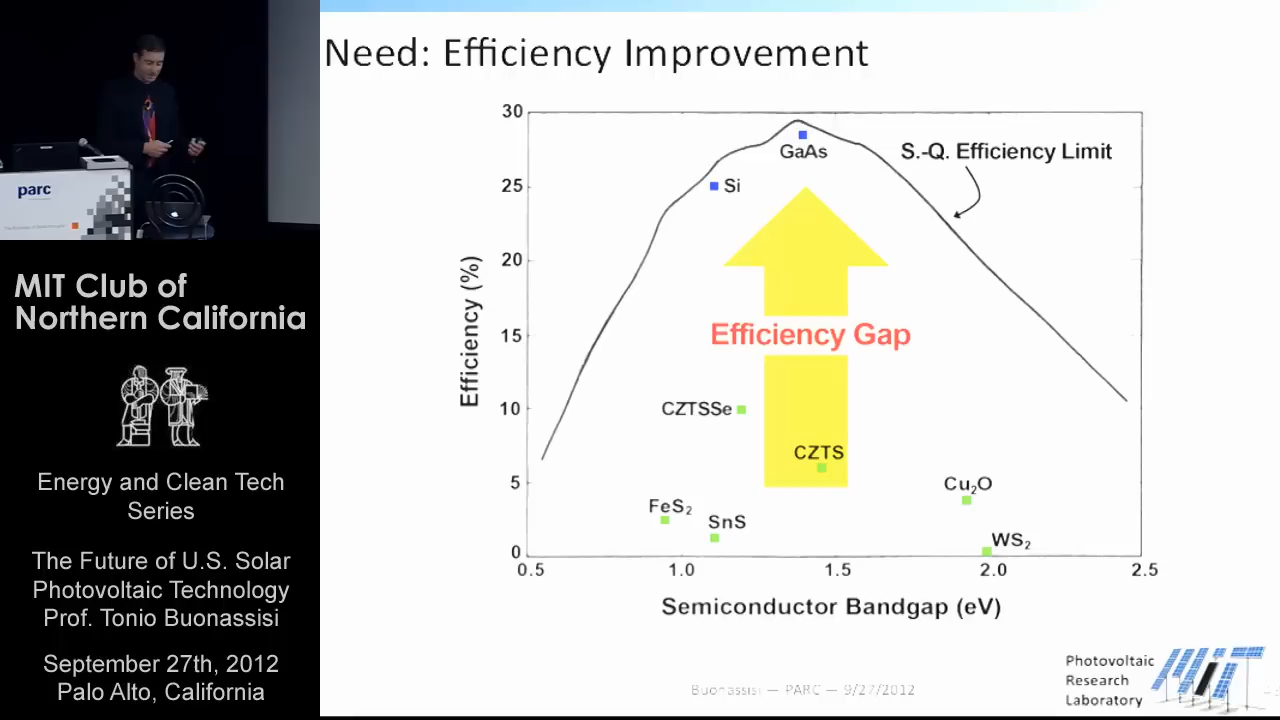 Need: Efficiency Improvement
parc
MIT Club of
Northern California
Energy and Clean Tech
Series
The Future of U.S. Solar
Photovoltaic Technology
Prof. Tonio Buonassisi
September 27th, 2012
Palo Alto, California
Efficiency (%)
30
25
20
15
10
5
0
GaAs
S.-Q. Efficiency Limit
Si
Efficiency Gap
CZTSSe
CZTS
Cu₂O
FeS₂
SnS
WS₂
0.5 1.0 1.5 2.0 2.5
Semiconductor Bandgap (eV)
Photovoltaic
Research
Laboratory
MIT
Buonassisi — PARC — 9/27/2012